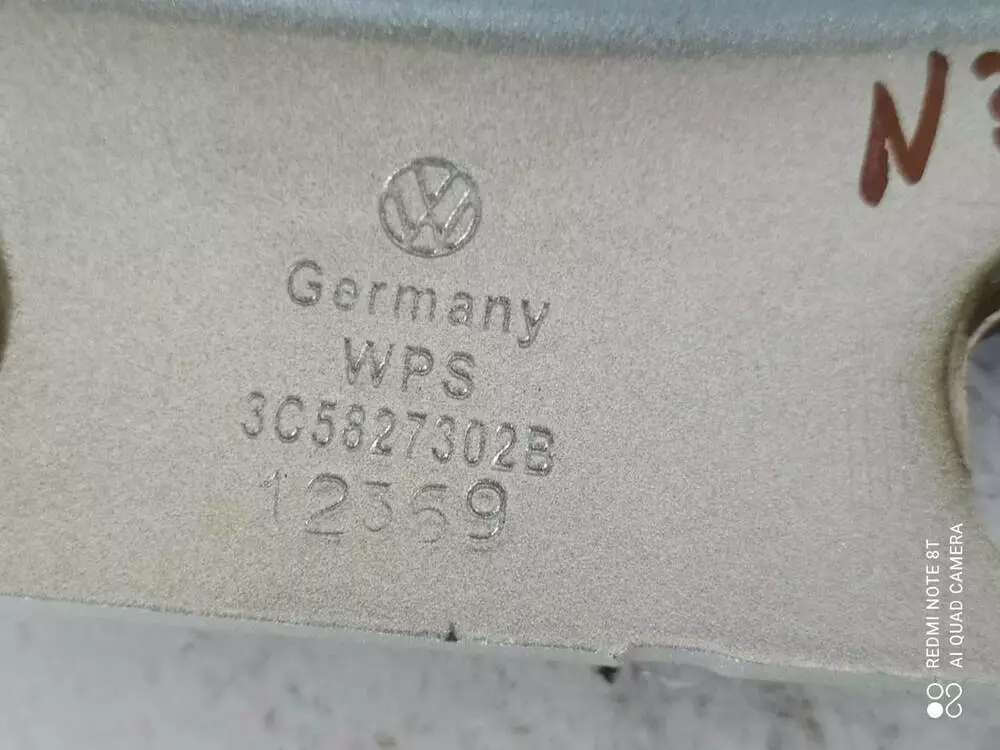 N
Germany
WPS
3C5827302B
12369
REDMI NOTE 8T
AI QUAD CAMERA